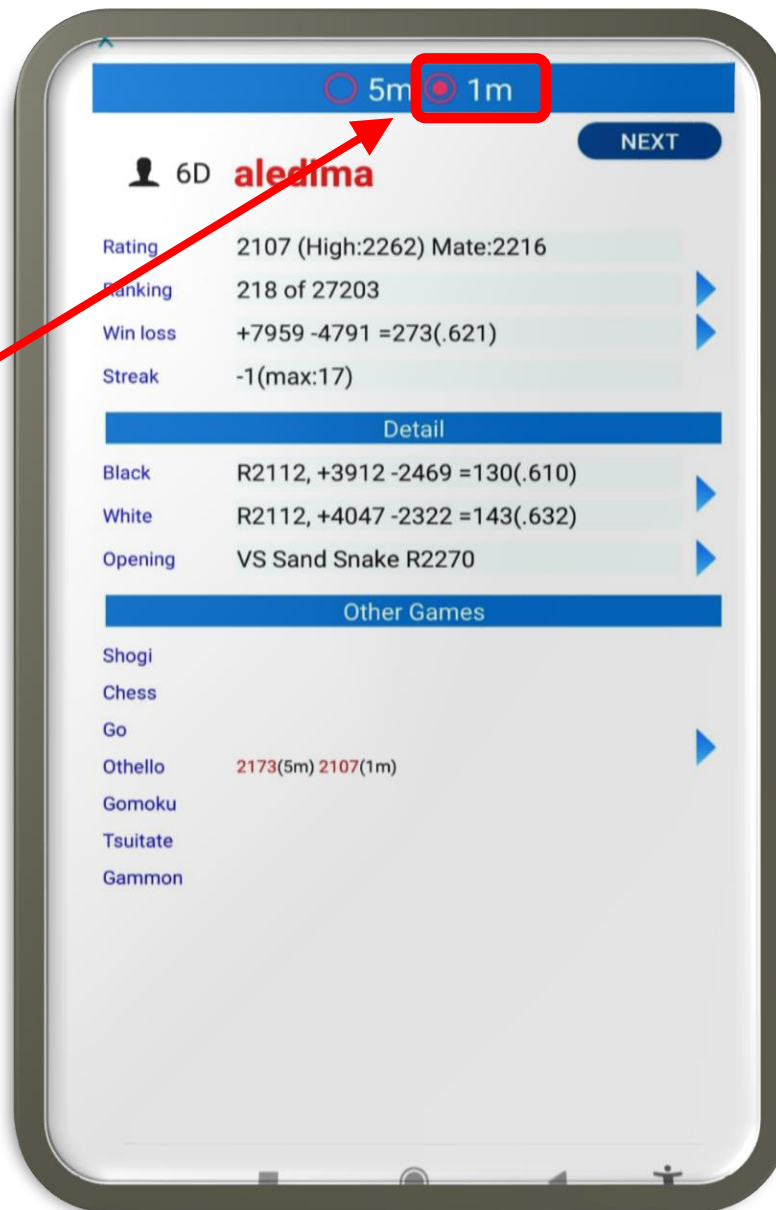 5m 1m
NEXT
6D aledima
Rating 2107 (High:2262) Mate:2216
Ranking 218 of 27203
Win loss +7959 -4791 =273(.621)
Streak -1(max:17)
Detail
Black R2112, +3912 -2469 =130(.610)
White R2112, +4047 -2322 =143(.632)
Opening VS Sand Snake R2270
Other Games
Shogi
Chess
Go
Othello 2173(5m) 2107(1m)
Gomoku
Tsuitate
Gammon